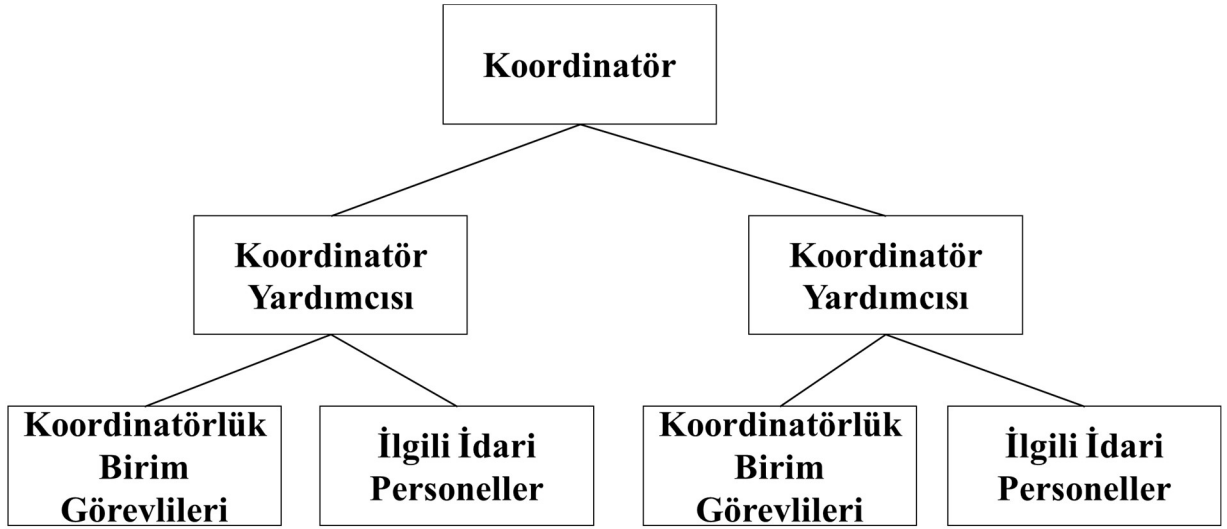 Koordinatör
Koordinatör
Yardımcısı
Koordinatör
Yardımcısı
Koordinatörlük
Birim
Görevlileri
İlgili İdari
Personeller
Koordinatörlük
Birim
Görevlileri
İlgili İdari
Personeller